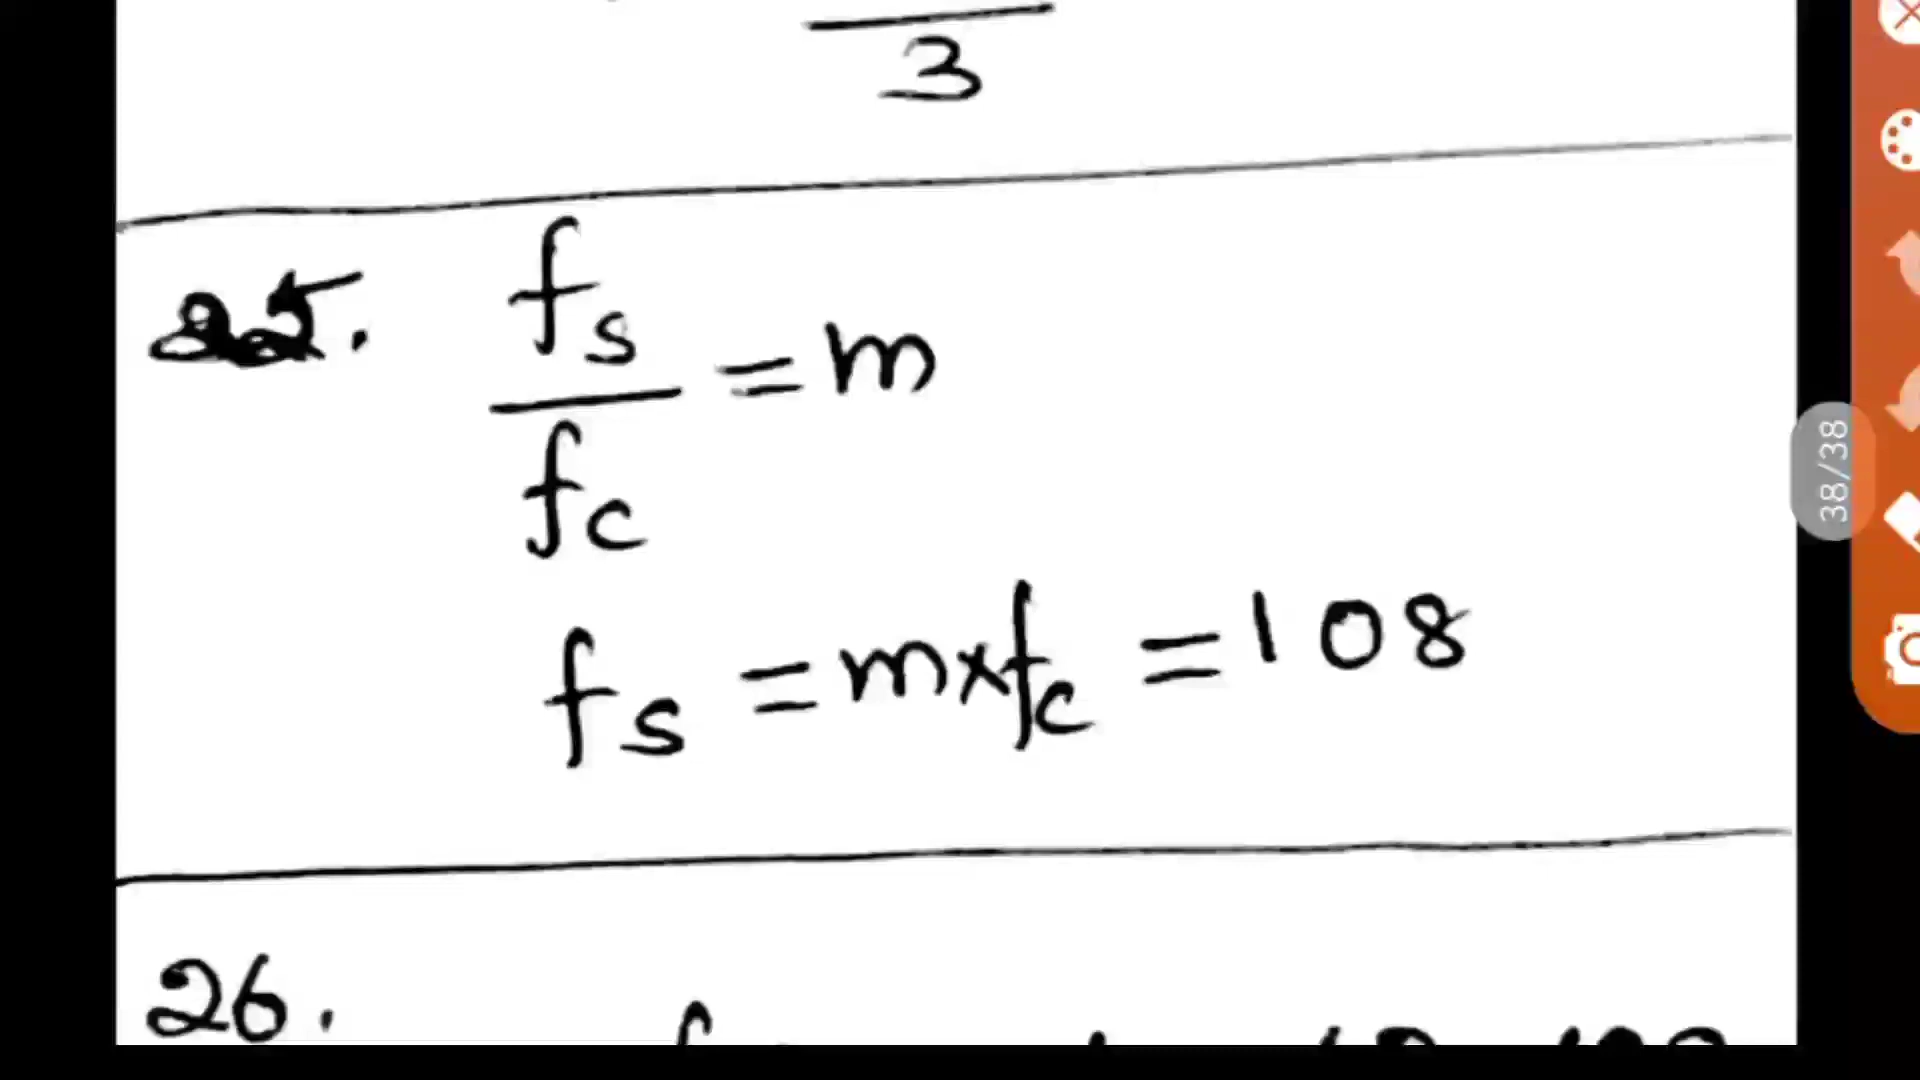 3
25. fs
= m
fc
fs = m×fc = 108
38/38
26.